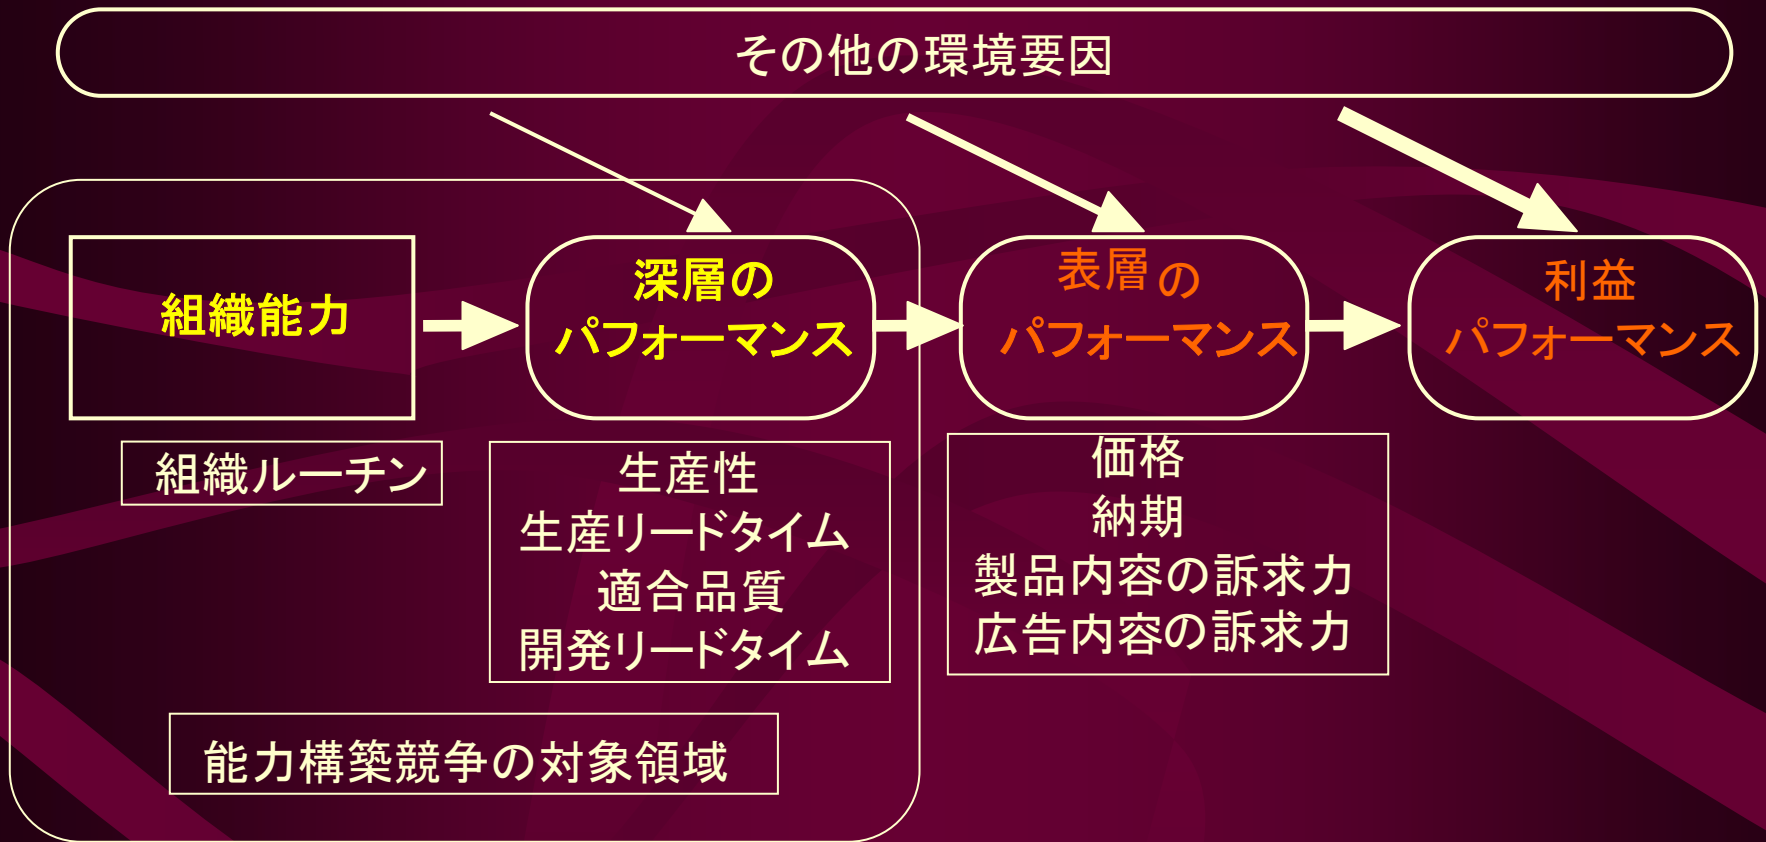 その他の環境要因
組織能力
深層の
パフォーマンス
表層の
パフォーマンス
利益
パフォーマンス
組織ルーチン
生産性
生産リードタイム
適合品質
開発リードタイム
価格
納期
製品内容の訴求力
広告内容の訴求力
能力構築競争の対象領域